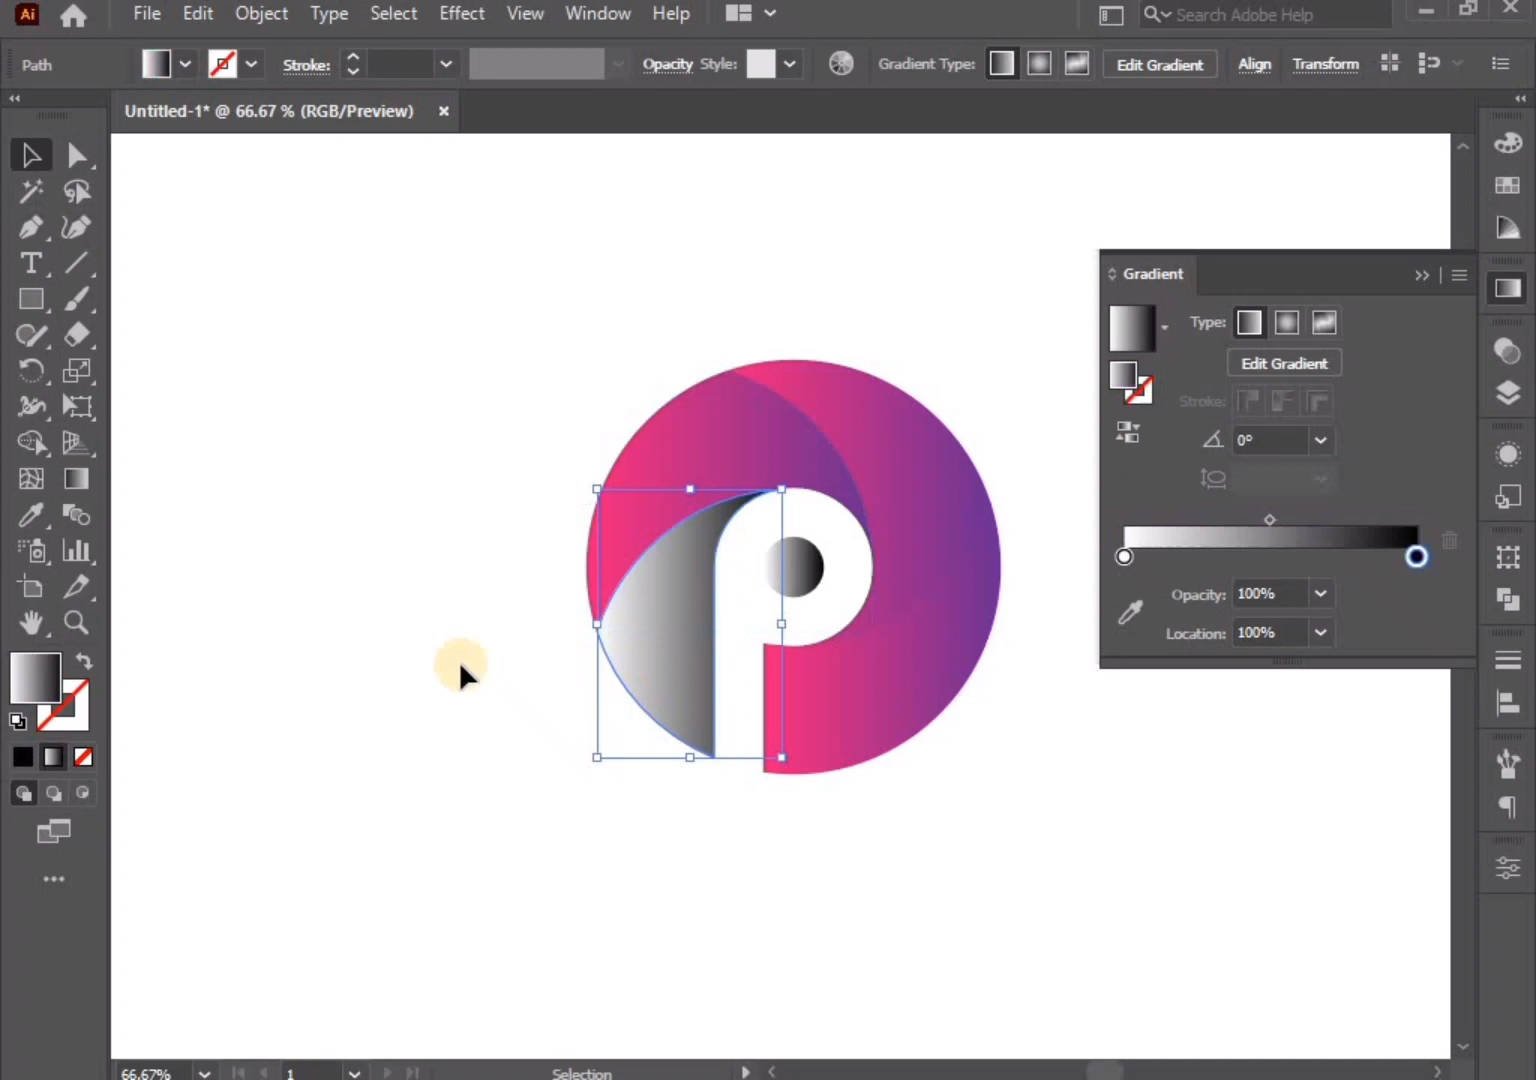 Ai File Edit Object Type Select Effect View Window Help Search Adobe Help
Path Stroke: Opacity Style: Gradient Type: Edit Gradient Align Transform
Untitled-1* @ 66.67 % (RGB/Preview)
Gradient
Type:
Edit Gradient
Stroke:
0°
Opacity: 100%
Location: 100%
66.67% 1 Selection